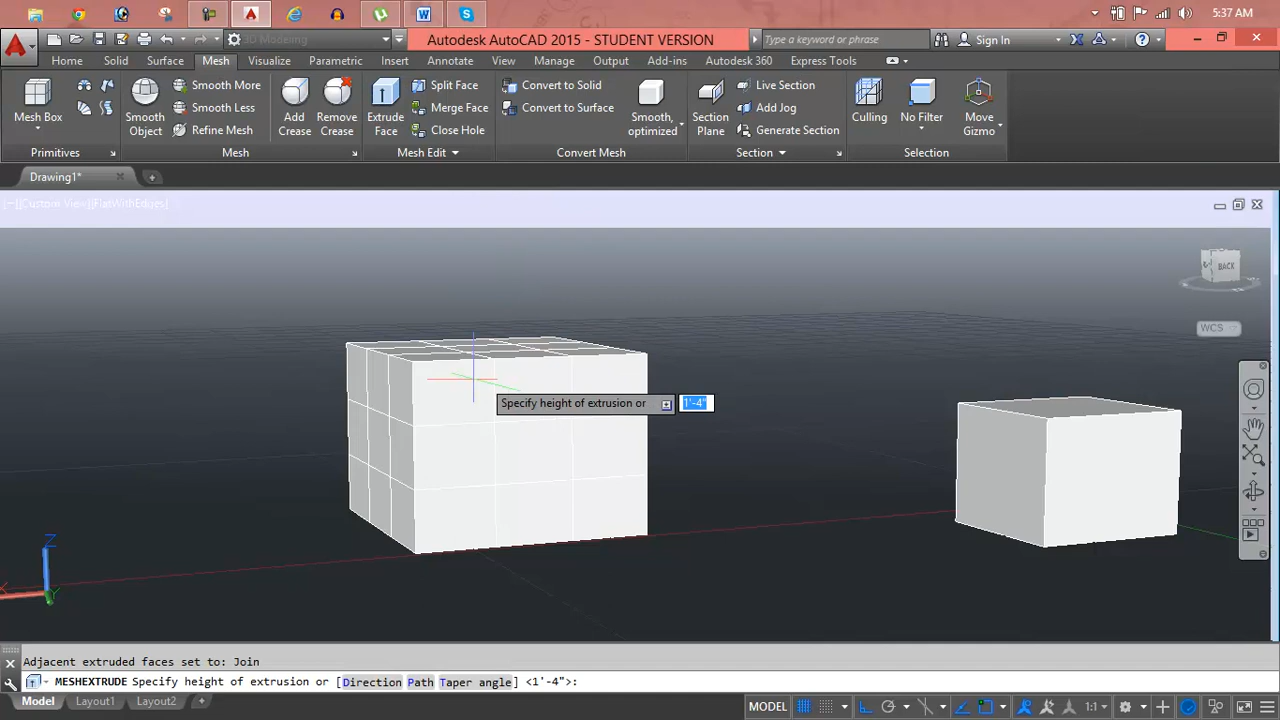 5:37 AM
3D Modeling
Autodesk AutoCAD 2015 - STUDENT VERSION
Type a keyword or phrase
Sign In
Home Solid Surface Mesh Visualize Parametric Insert Annotate View Manage Output Add-ins Autodesk 360 Express Tools
Mesh Box
Smooth Object
Smooth More
Smooth Less
Refine Mesh
Add Crease
Remove Crease
Extrude Face
Split Face
Merge Face
Close Hole
Convert to Solid
Convert to Surface
Smooth, optimized
Section Plane
Live Section
Add Jog
Generate Section
Culling
No Filter
Move Gizmo
Primitives Mesh Mesh Edit Convert Mesh Section Selection
Drawing1*
[−][Custom View][FlatWithEdges]
BACK
WCS
Specify height of extrusion or 1'-4"
Z
X
Y
Adjacent extruded faces set to: Join
MESHEXTRUDE Specify height of extrusion or [Direction Path Taper angle] <1'-4">:
Model Layout1 Layout2
MODEL
1:1